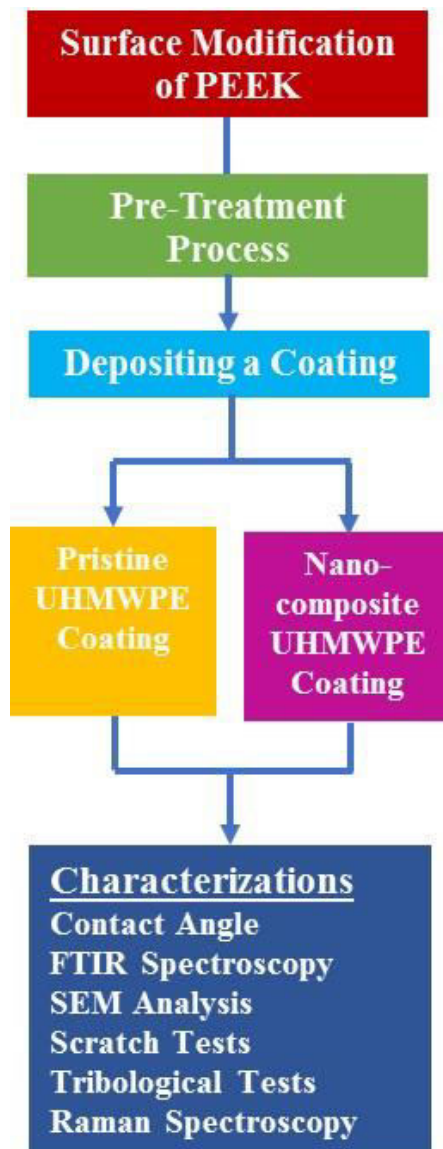 Surface Modification
of PEEK
Pre-Treatment
Process
Depositing a Coating
Pristine
UHMWPE
Coating
Nano-
composite
UHMWPE
Coating
Characterizations
Contact Angle
FTIR Spectroscopy
SEM Analysis
Scratch Tests
Tribological Tests
Raman Spectroscopy